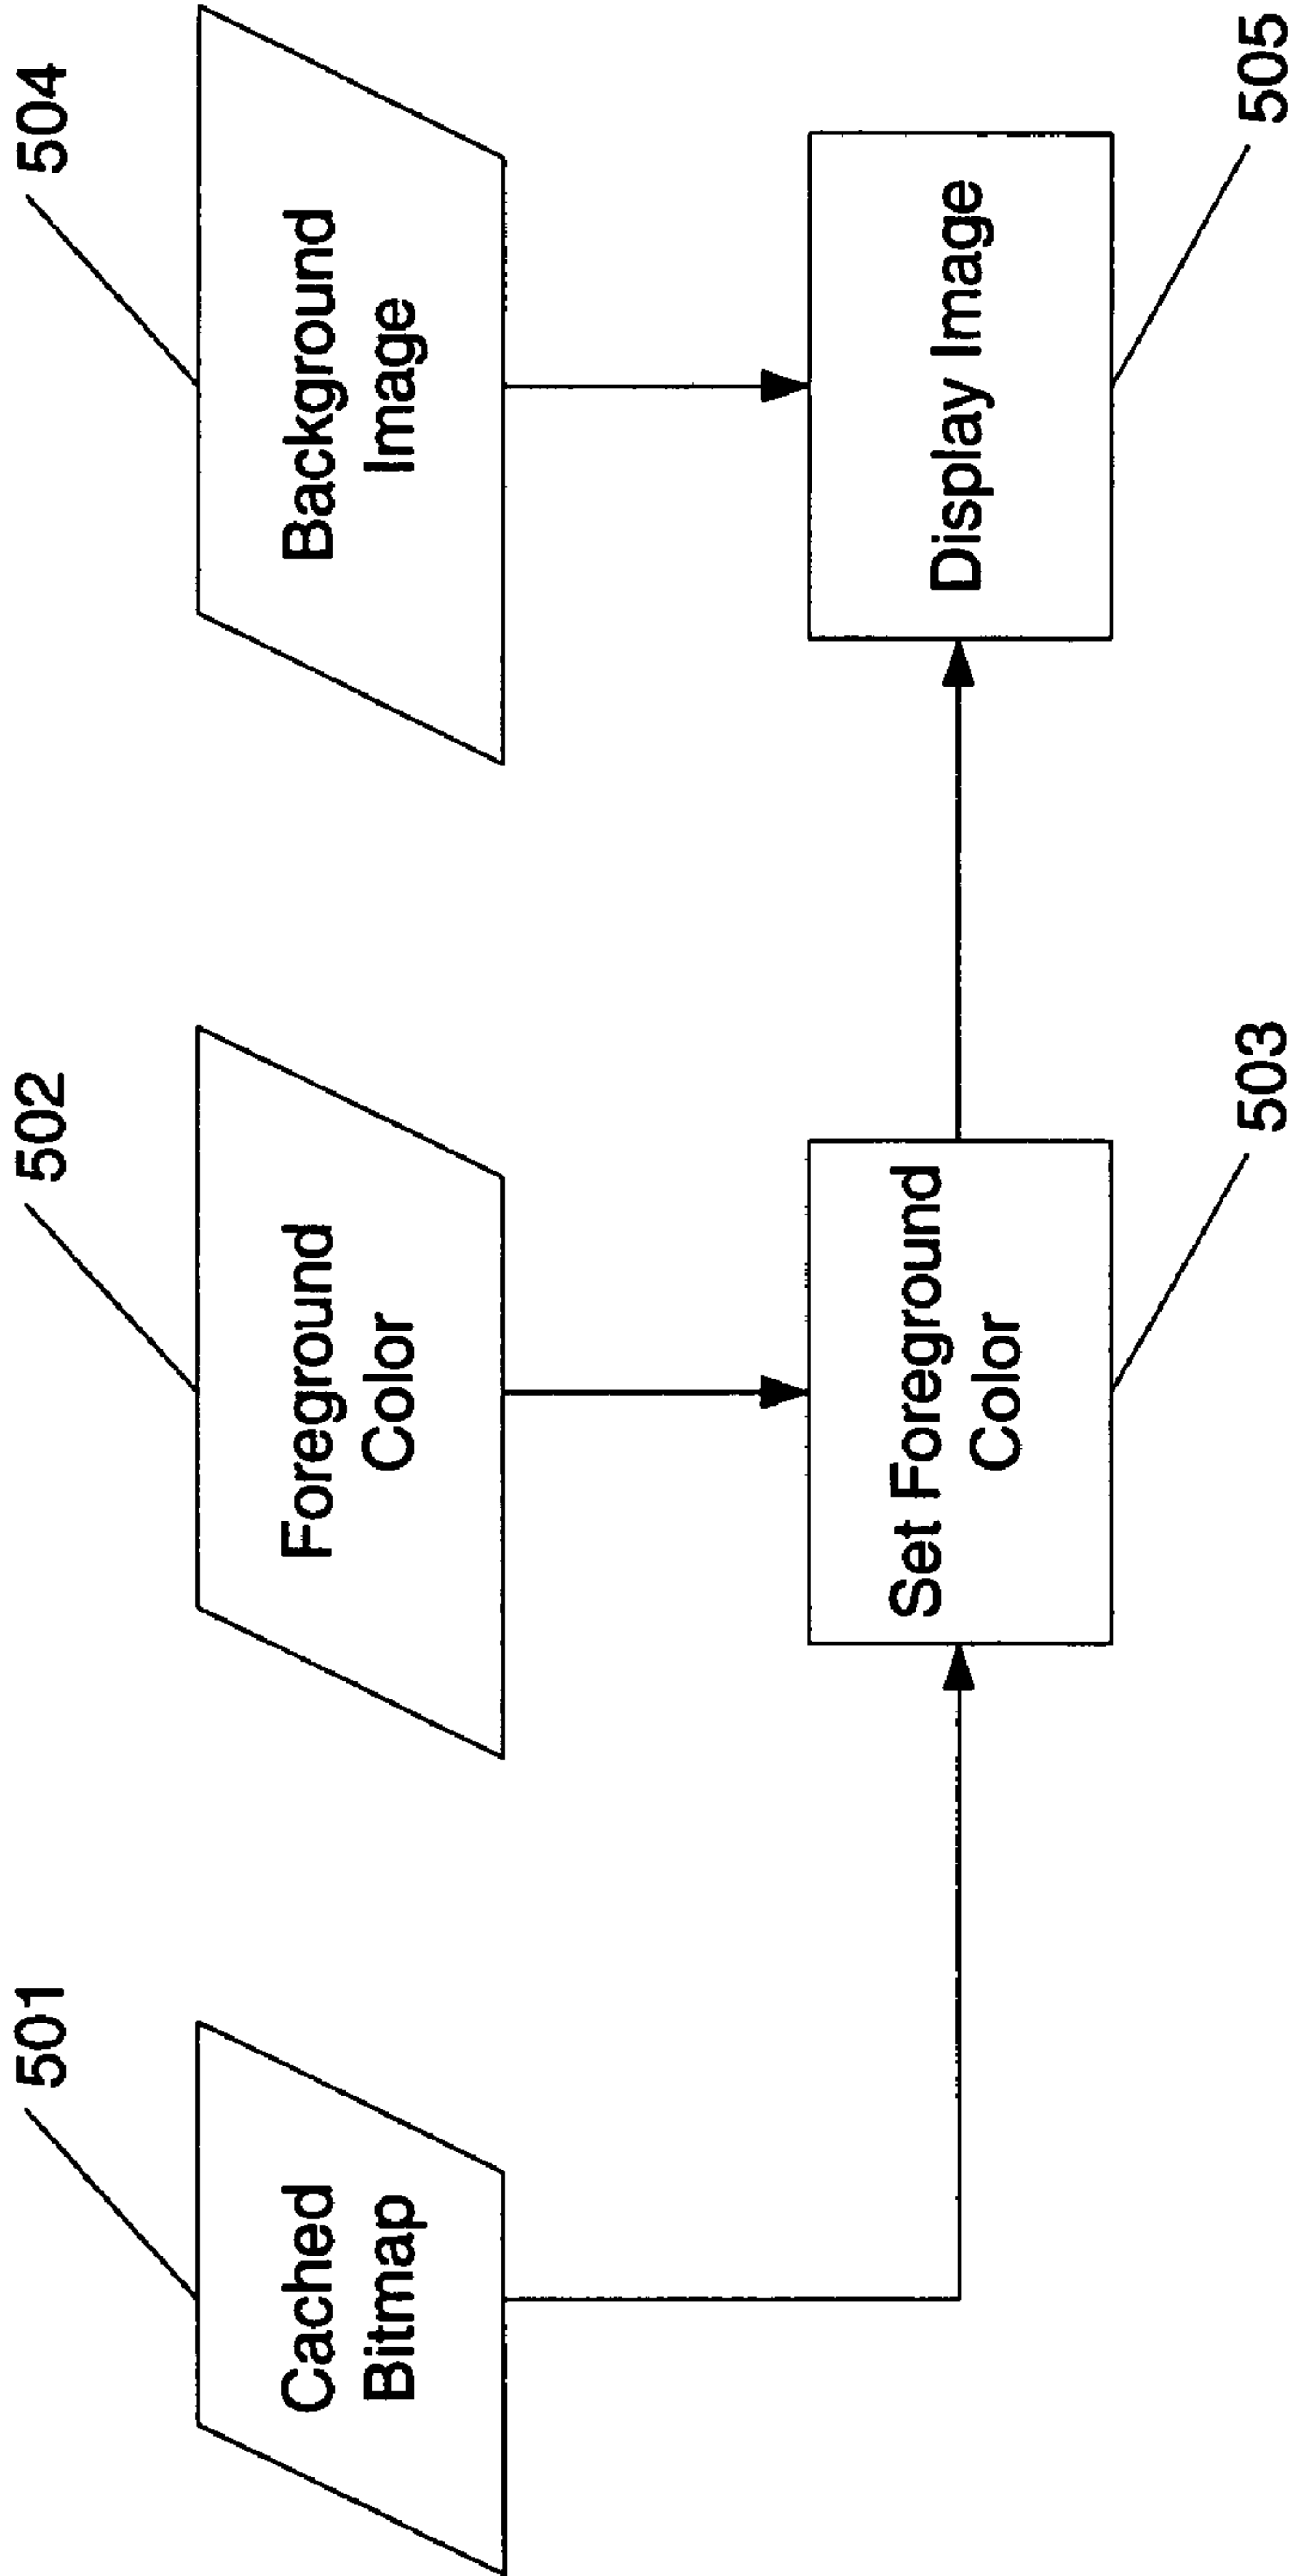 501
502
504
Cached
Bitmap
Foreground
Color
Background
Image
Set Foreground
Color
Display Image
503
505